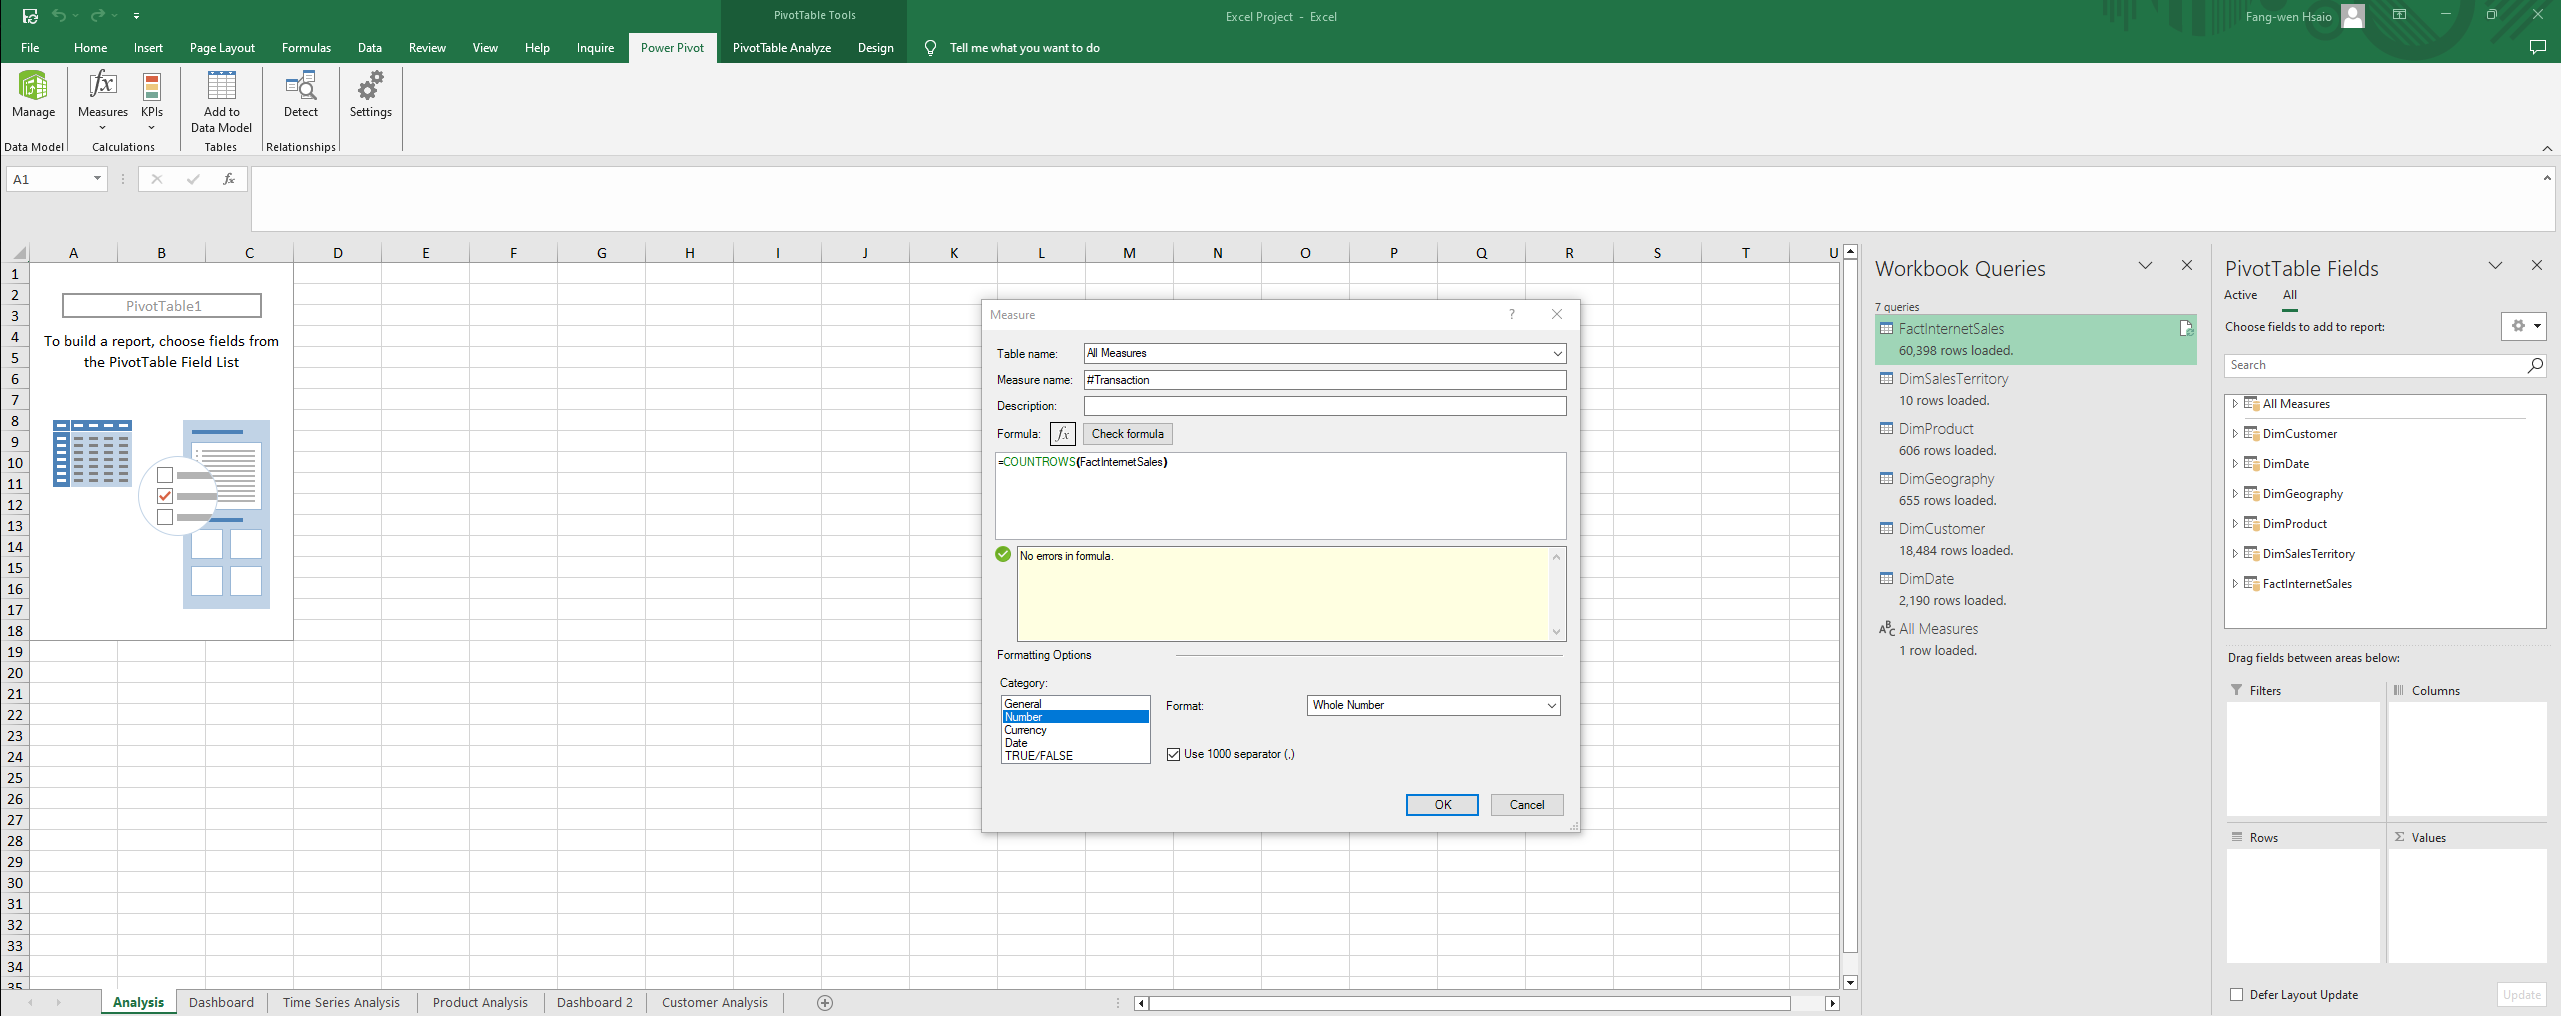 PivotTable Tools
Excel Project - Excel
Fang-wen Hsaio
File Home Insert Page Layout Formulas Data Review View Help Inquire Power Pivot PivotTable Analyze Design Tell me what you want to do
Manage
Measures
KPIs
Add to
Data Model
Detect
Settings
Data Model Calculations Tables Relationships
A1
fx
A B C D E F G H I J K L M N O P Q R S T U
1
2
3
4
5
6
7
8
9
10
11
12
13
14
15
16
17
18
19
20
21
22
23
24
25
26
27
28
29
30
31
32
33
34
35
PivotTable1
To build a report, choose fields from
the PivotTable Field List
Measure ?
Table name: All Measures
Measure name: #Transaction
Description:
Formula: fx Check formula
=COUNTROWS(FactInternetSales)
No errors in formula.
Formatting Options
Category:
General
Number
Currency
Date
TRUE/FALSE
Format: Whole Number
Use 1000 separator (,)
OK Cancel
Workbook Queries
7 queries
FactInternetSales
60,398 rows loaded.
DimSalesTerritory
10 rows loaded.
DimProduct
606 rows loaded.
DimGeography
655 rows loaded.
DimCustomer
18,484 rows loaded.
DimDate
2,190 rows loaded.
ABC All Measures
1 row loaded.
PivotTable Fields
Active All
Choose fields to add to report:
Search
All Measures
DimCustomer
DimDate
DimGeography
DimProduct
DimSalesTerritory
FactInternetSales
Drag fields between areas below:
Filters Columns
Rows Σ Values
Defer Layout Update Update
Analysis Dashboard Time Series Analysis Product Analysis Dashboard 2 Customer Analysis